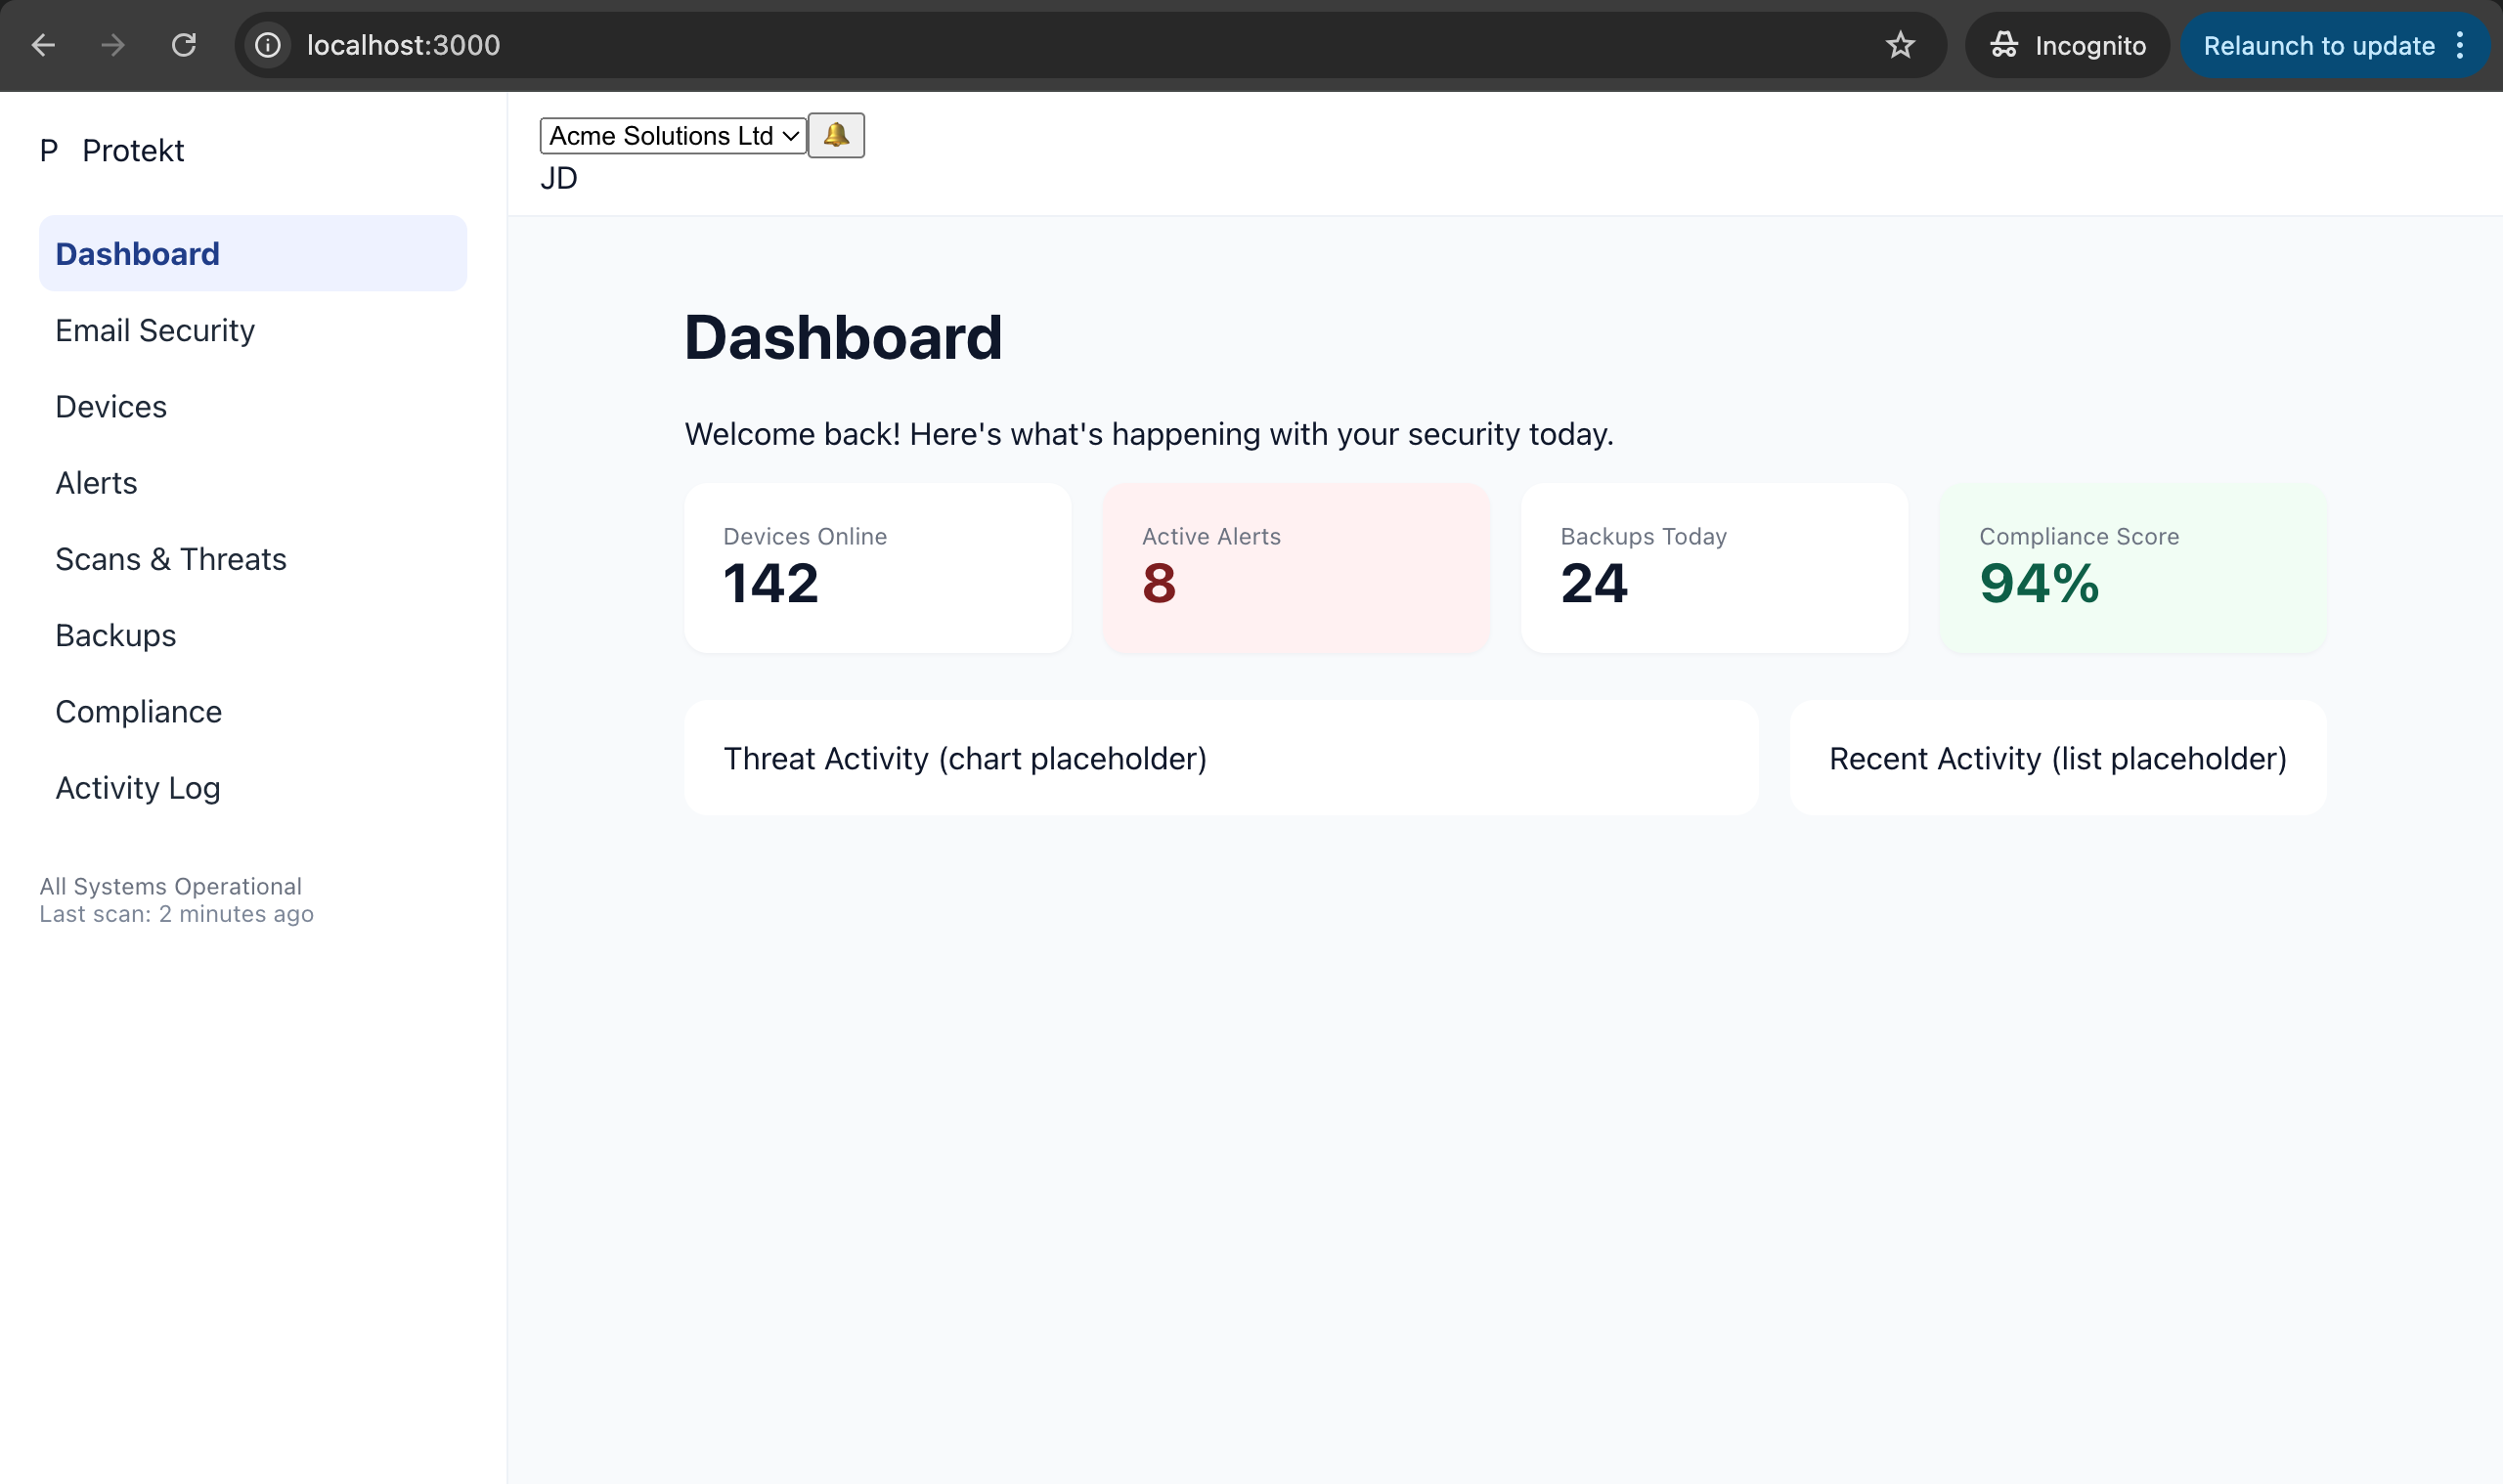 localhost:3000
Incognito
Relaunch to update
P Protekt
Acme Solutions Ltd
JD
Dashboard
Email Security
Devices
Alerts
Scans & Threats
Backups
Compliance
Activity Log
All Systems Operational
Last scan: 2 minutes ago
Dashboard
Welcome back! Here's what's happening with your security today.
Devices Online
142
Active Alerts
8
Backups Today
24
Compliance Score
94%
Threat Activity (chart placeholder)
Recent Activity (list placeholder)